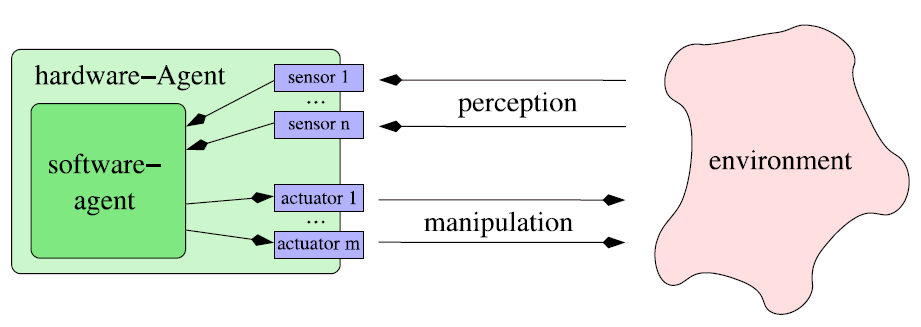 hardware–Agent
sensor 1
...
sensor n
perception
software–
agent
environment
actuator 1
...
actuator m
manipulation